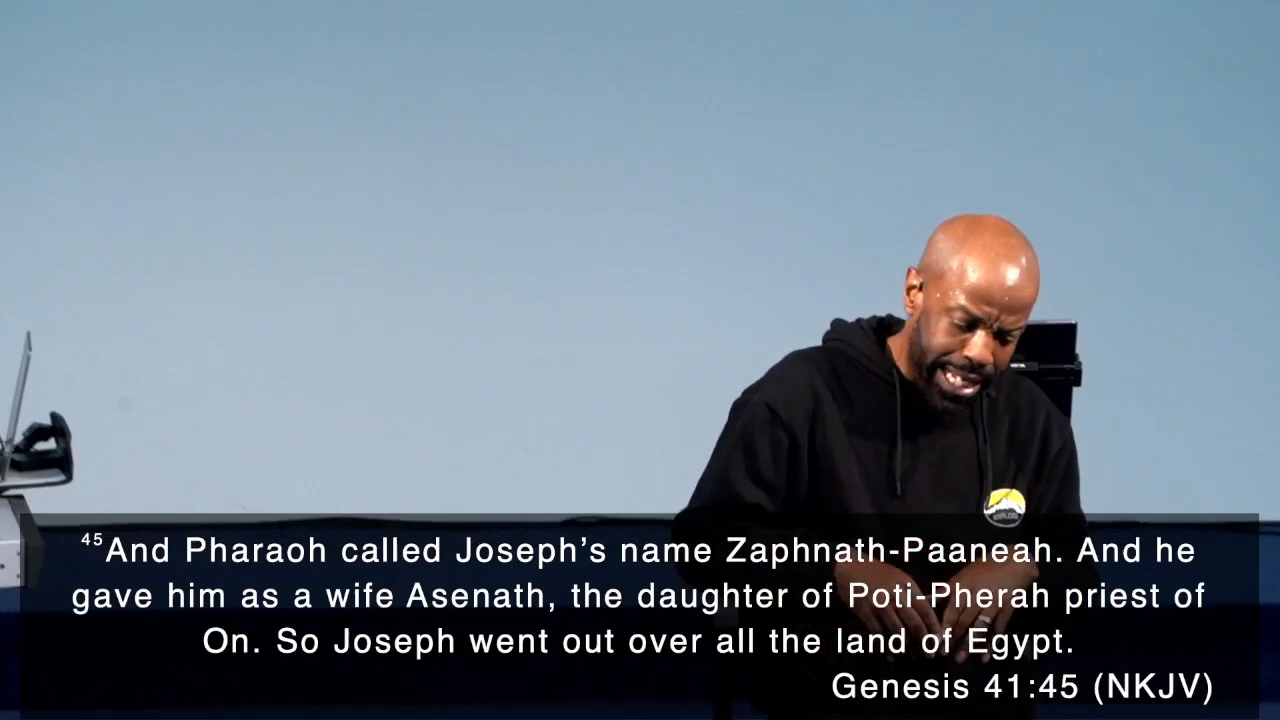 ⁴⁵And Pharaoh called Joseph’s name Zaphnath-Paaneah. And he
gave him as a wife Asenath, the daughter of Poti-Pherah priest of
On. So Joseph went out over all the land of Egypt.
Genesis 41:45 (NKJV)